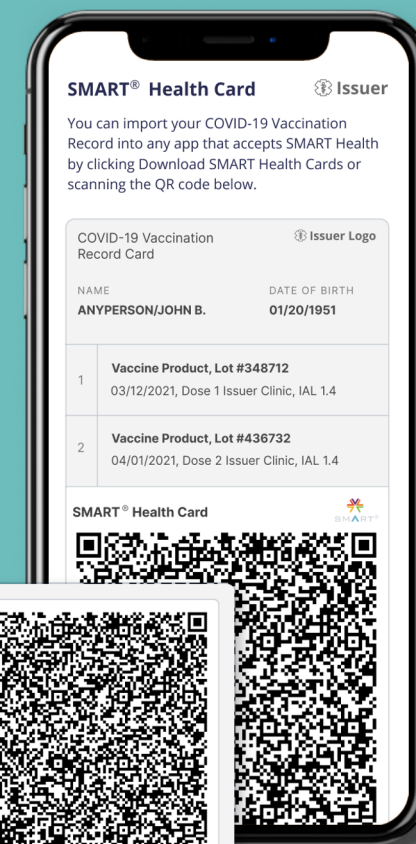 SMART® Health Card
Issuer
You can import your COVID-19 Vaccination
Record into any app that accepts SMART Health
by clicking Download SMART Health Cards or
scanning the QR code below.
COVID-19 Vaccination
Record Card
Issuer Logo
NAME
ANYPERSON/JOHN B.
DATE OF BIRTH
01/20/1951
1
Vaccine Product, Lot #348712
03/12/2021, Dose 1 Issuer Clinic, IAL 1.4
2
Vaccine Product, Lot #436732
04/01/2021, Dose 2 Issuer Clinic, IAL 1.4
SMART® Health Card
SMART®